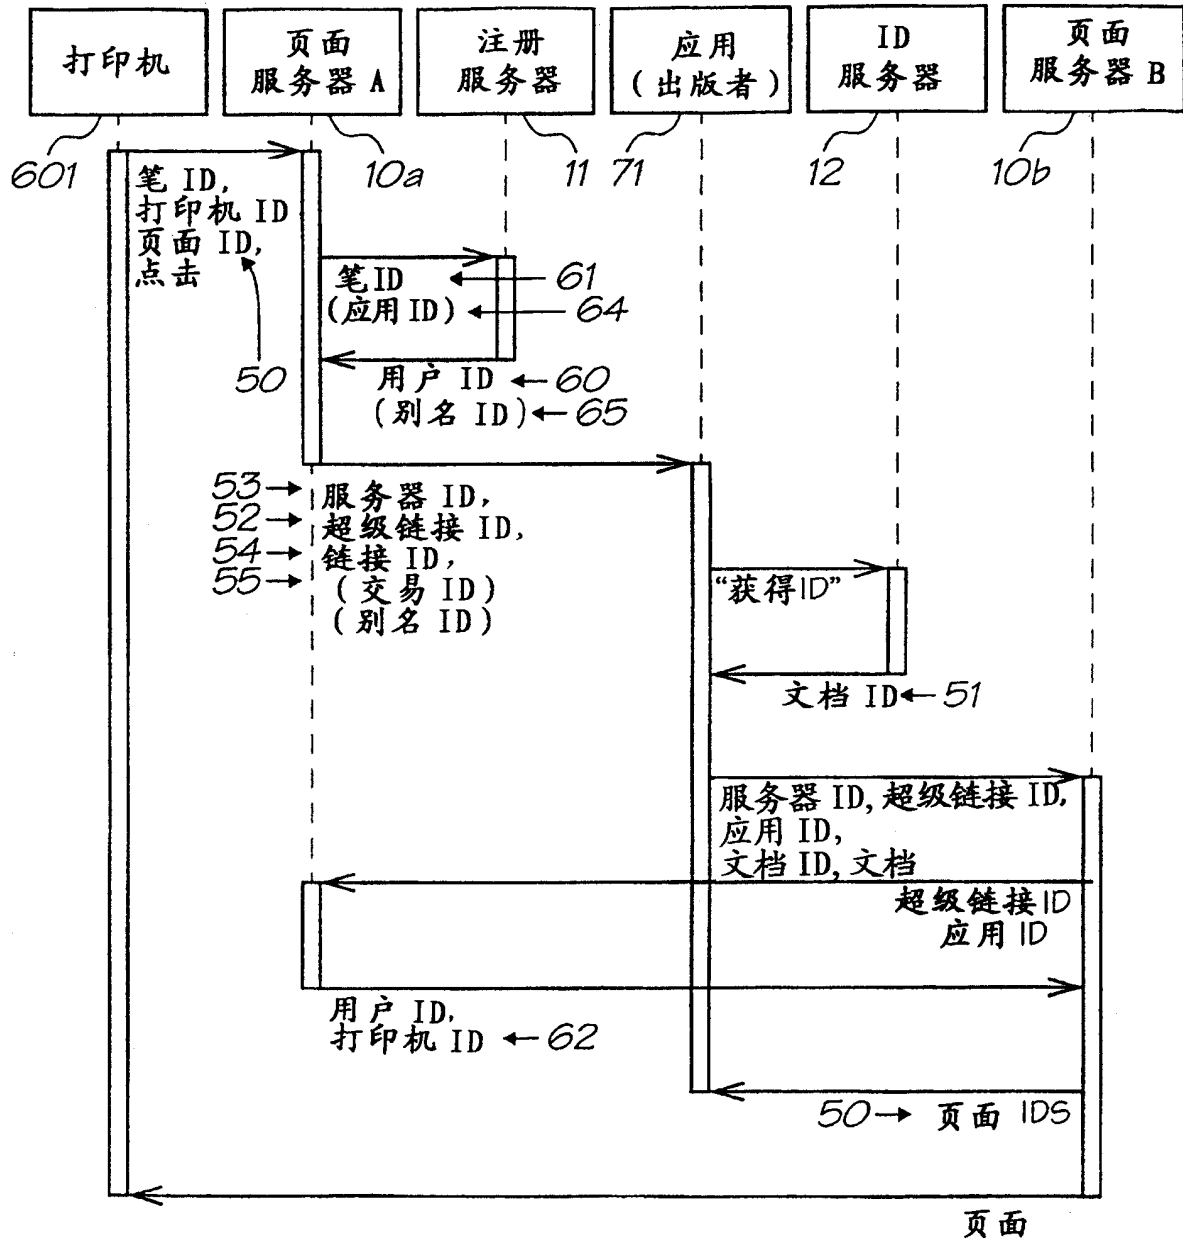 打印机
页面
服务器 A
注册
服务器
应用
(出版者)
ID
服务器
页面
服务器 B
601
10a
11
71
12
10b
笔 ID,
打印机 ID
页面 ID,
点击
50
笔ID
61
(应用 ID)
64
用户 ID
60
(别名 ID)
65
53
服务器 ID,
52
超级链接 ID,
54
链接 ID,
55
(交易 ID)
(别名 ID)
“获得ID”
文档 ID
51
服务器 ID, 超级链接 ID,
应用 ID,
文档 ID, 文档
超级链接ID
应用 ID
用户 ID,
打印机 ID
62
50
页面 IDS
页面